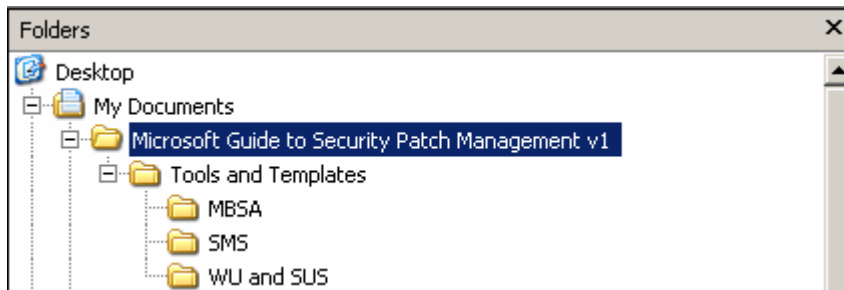 Folders
Desktop
My Documents
Microsoft Guide to Security Patch Management v1
Tools and Templates
MBSA
SMS
WU and SUS